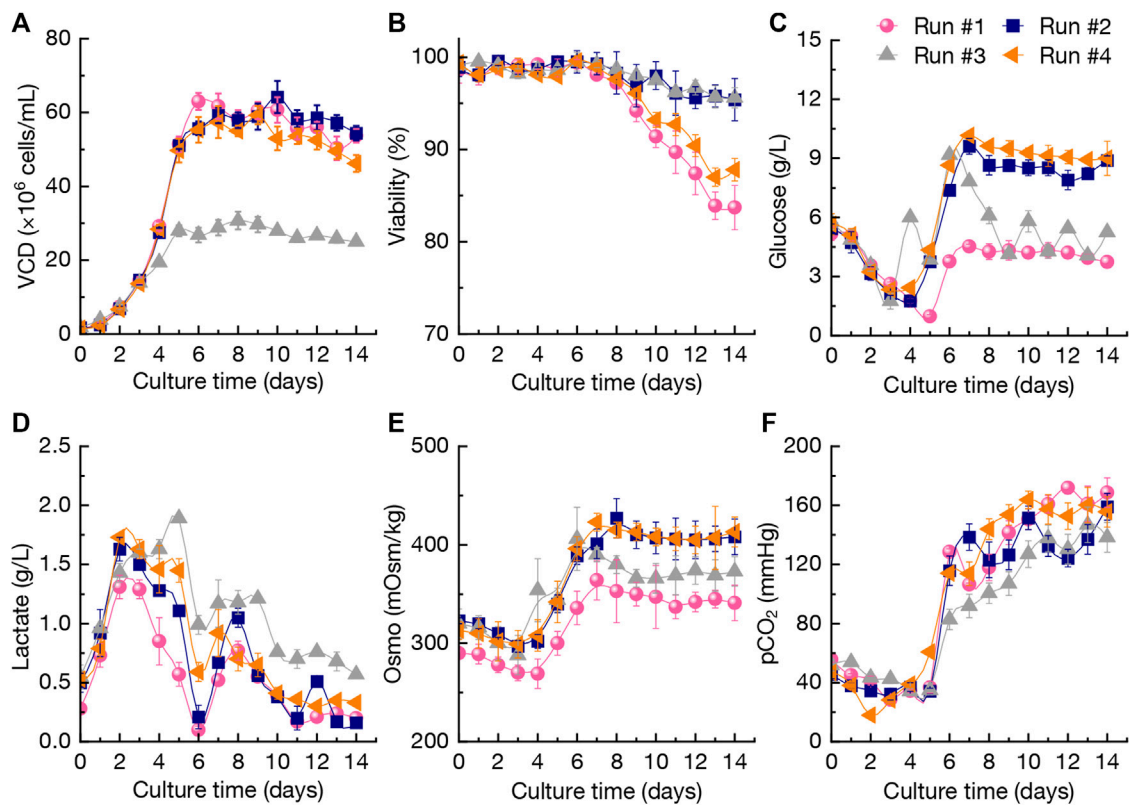 A
VCD (×10⁶ cells/mL)
80
60
40
20
0
0 2 4 6 8 10 12 14
Culture time (days)
B
Viability (%)
100
90
80
70
0 2 4 6 8 10 12 14
Culture time (days)
C
Run #1 Run #2
Run #3 Run #4
Glucose (g/L)
15
12
9
6
3
0
0 2 4 6 8 10 12 14
Culture time (days)
D
Lactate (g/L)
2.5
2.0
1.5
1.0
0.5
0.0
0 2 4 6 8 10 12 14
Culture time (days)
E
Osmo (mOsm/kg)
500
400
300
200
0 2 4 6 8 10 12 14
Culture time (days)
F
pCO₂ (mmHg)
200
160
120
80
40
0
0 2 4 6 8 10 12 14
Culture time (days)